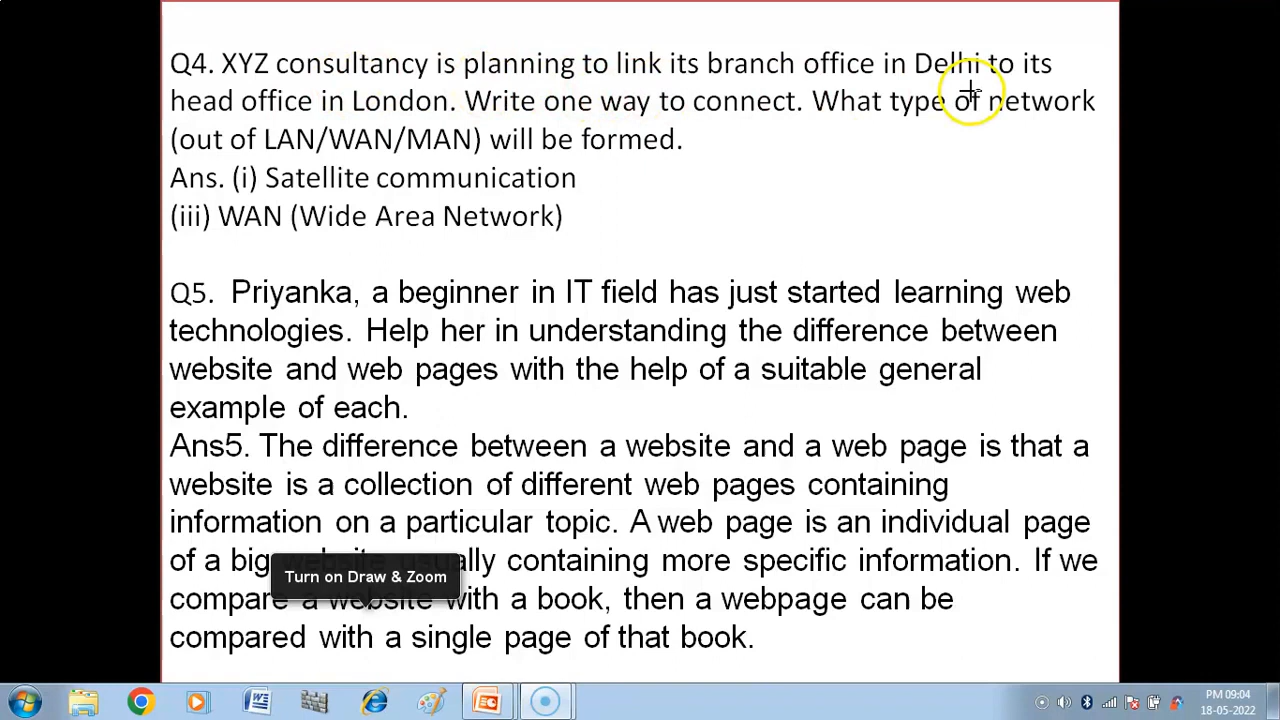 Q4. XYZ consultancy is planning to link its branch office in Delhi to its
head office in London. Write one way to connect. What type of network
(out of LAN/WAN/MAN) will be formed.
Ans. (i) Satellite communication
(iii) WAN (Wide Area Network)
Q5. Priyanka, a beginner in IT field has just started learning web
technologies. Help her in understanding the difference between
website and web pages with the help of a suitable general
example of each.
Ans5. The difference between a website and a web page is that a
website is a collection of different web pages containing
information on a particular topic. A web page is an individual page
of a big website usually containing more specific information. If we
Turn on Draw & Zoom
compare a website with a book, then a webpage can be
compared with a single page of that book.
PM 09:04
18-05-2022